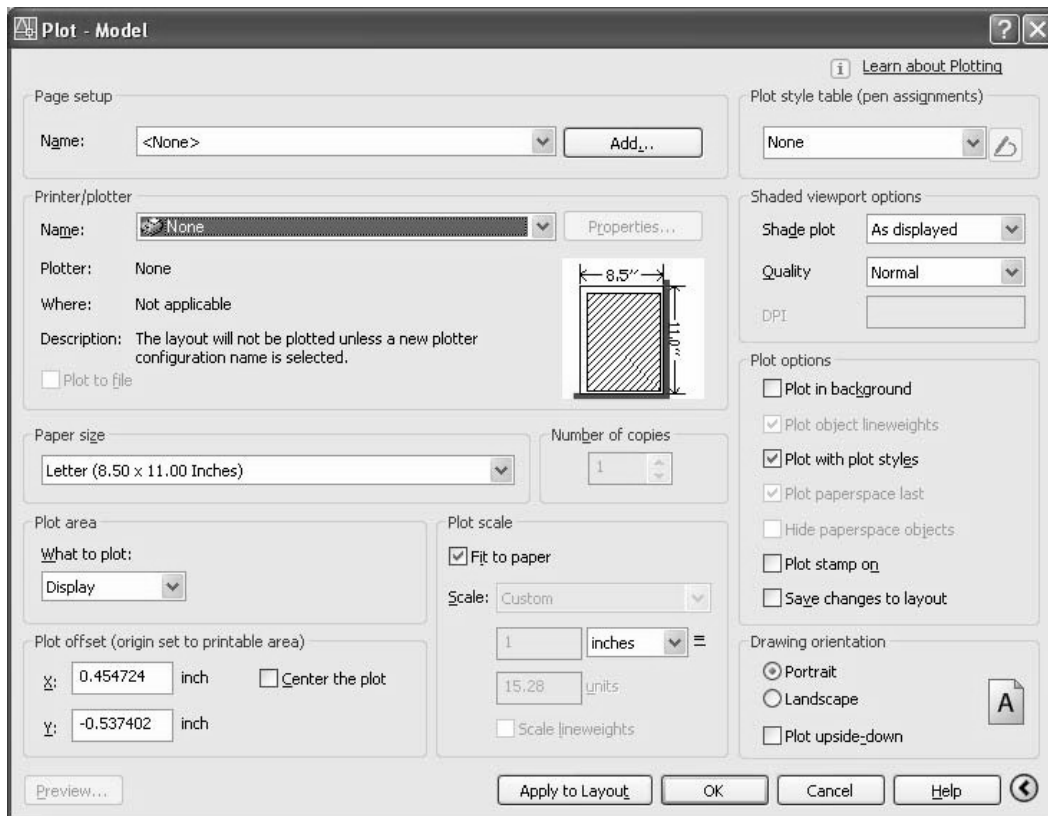 Plot - Model
Learn about Plotting
Page setup
Name: <None> Add...
Plot style table (pen assignments)
None
Printer/plotter
Name: None Properties...
Plotter: None
Where: Not applicable
Description: The layout will not be plotted unless a new plotter
configuration name is selected.
Plot to file
8.5''
11.0''
Shaded viewport options
Shade plot As displayed
Quality Normal
DPI
Paper size
Letter (8.50 x 11.00 Inches)
Number of copies
1
Plot options
Plot in background
Plot object lineweights
Plot with plot styles
Plot paperspace last
Hide paperspace objects
Plot stamp on
Save changes to layout
Plot area
What to plot:
Display
Plot scale
Fit to paper
Scale: Custom
1 inches =
15.28 units
Scale lineweights
Plot offset (origin set to printable area)
X: 0.454724 inch Center the plot
Y: -0.537402 inch
Drawing orientation
Portrait
Landscape
A
Plot upside-down
Preview... Apply to Layout OK Cancel Help